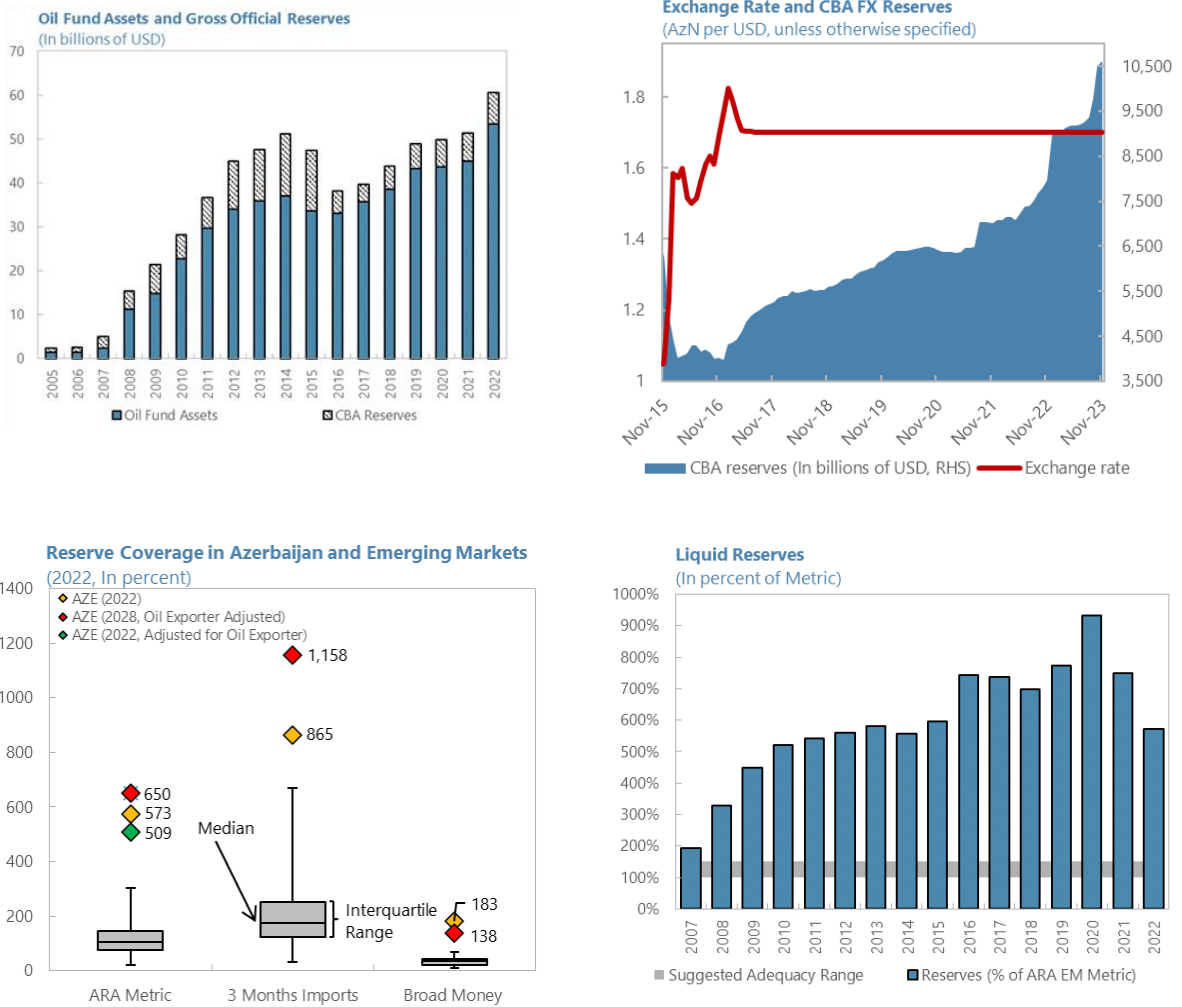 Oil Fund Assets and Gross Official Reserves
(In billions of USD)
70
60
50
40
30
20
10
0
2005
2006
2007
2008
2009
2010
2011
2012
2013
2014
2015
2016
2017
2018
2019
2020
2021
2022
Oil Fund Assets
CBA Reserves
Exchange Rate and CBA FX Reserves
(AzN per USD, unless otherwise specified)
1.8
1.6
1.4
1.2
1
10,500
9,500
8,500
7,500
6,500
5,500
4,500
3,500
Nov-15
Nov-16
Nov-17
Nov-18
Nov-19
Nov-20
Nov-21
Nov-22
Nov-23
CBA reserves (In billions of USD, RHS)
Exchange rate
Reserve Coverage in Azerbaijan and Emerging Markets
(2022, In percent)
1400
1200
1000
800
600
400
200
0
AZE (2022)
AZE (2028, Oil Exporter Adjusted)
AZE (2022, Adjusted for Oil Exporter)
1,158
865
650
573
509
Median
Interquartile
Range
183
138
ARA Metric
3 Months Imports
Broad Money
Liquid Reserves
(In percent of Metric)
1000%
900%
800%
700%
600%
500%
400%
300%
200%
100%
0%
2007
2008
2009
2010
2011
2012
2013
2014
2015
2016
2017
2018
2019
2020
2021
2022
Suggested Adequacy Range
Reserves (% of ARA EM Metric)